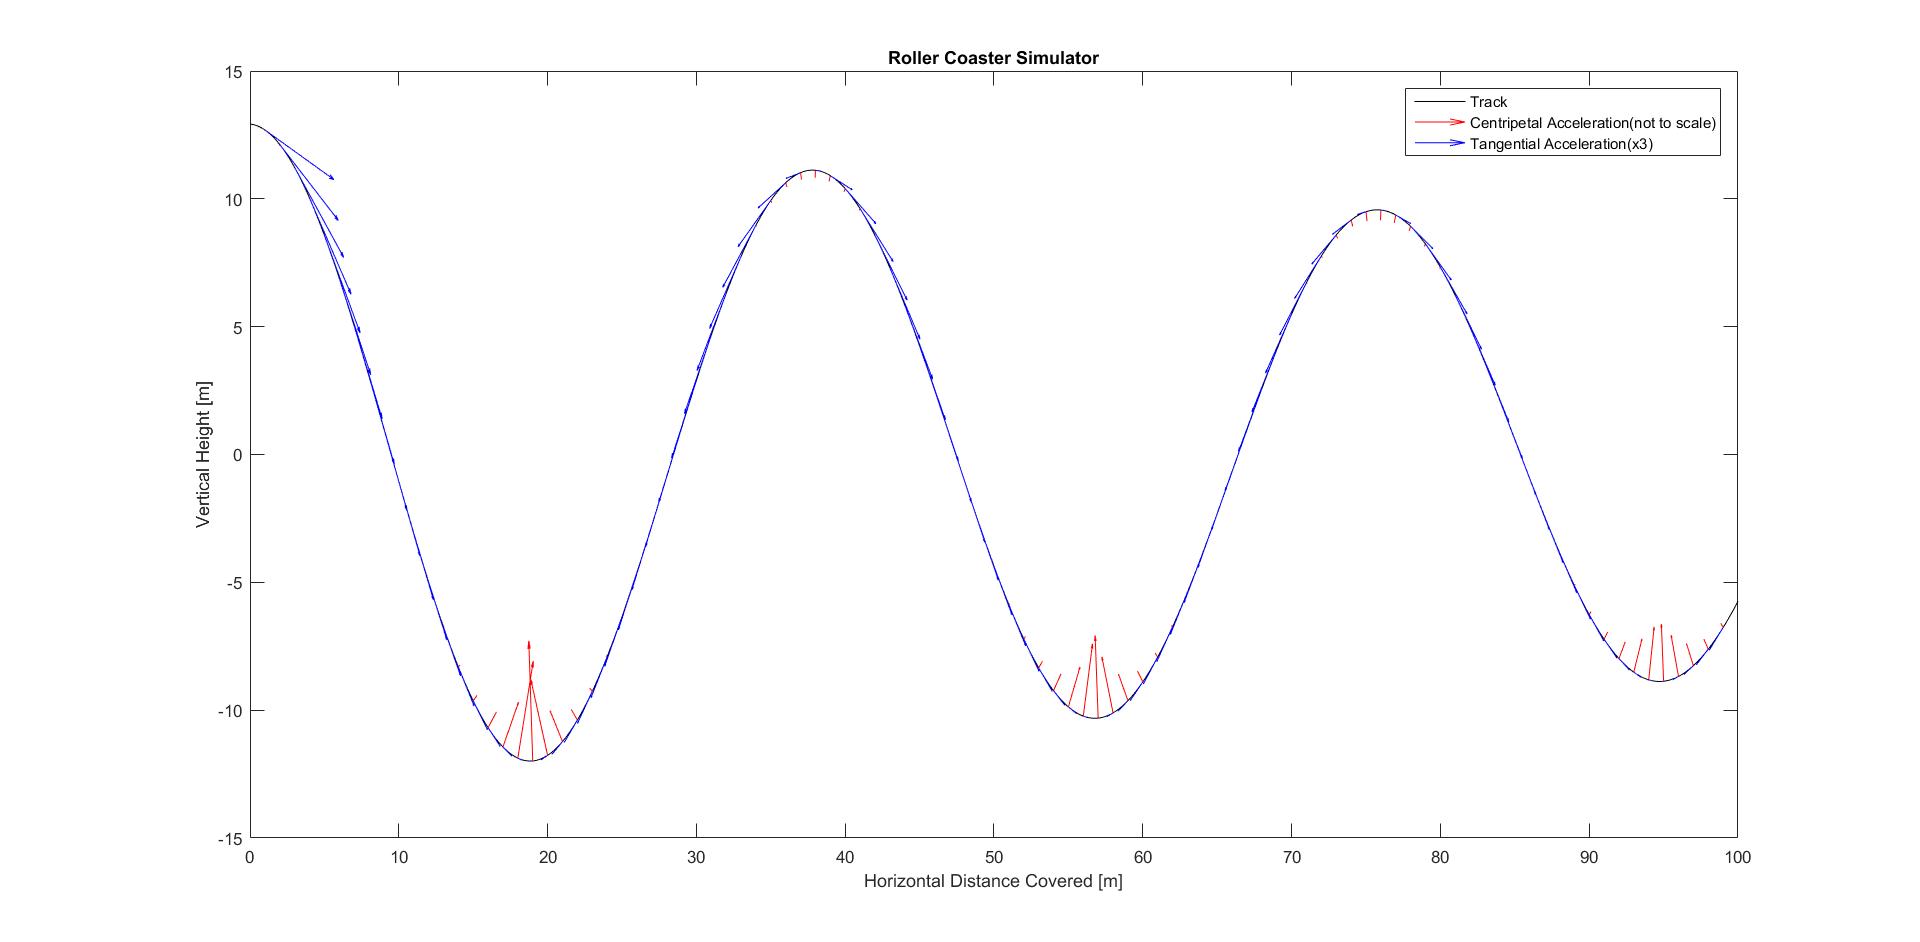 Roller Coaster Simulator
15
10
5
0
-5
-10
-15
Vertical Height [m]
Track
Centripetal Acceleration(not to scale)
Tangential Acceleration(x3)
0 10 20 30 40 50 60 70 80 90 100
Horizontal Distance Covered [m]